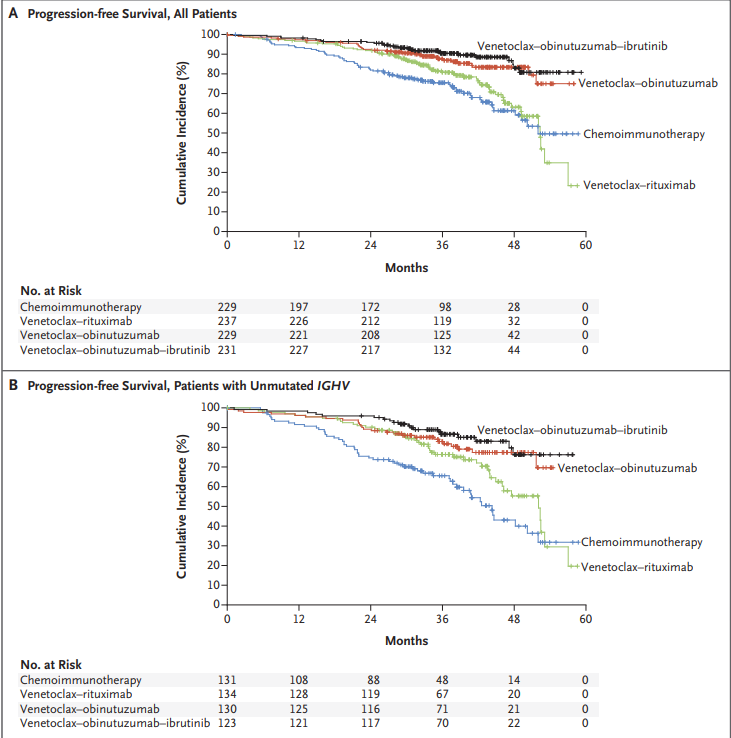 A Progression-free Survival, All Patients
Cumulative Incidence (%)
100
90
80
70
60
50
40
30
20
10
0
Venetoclax–obinutuzumab–ibrutinib
Venetoclax–obinutuzumab
Chemoimmunotherapy
Venetoclax–rituximab
0 12 24 36 48 60
Months
No. at Risk
Chemoimmunotherapy 229 197 172 98 28 0
Venetoclax–rituximab 237 226 212 119 32 0
Venetoclax–obinutuzumab 229 221 208 125 42 0
Venetoclax–obinutuzumab–ibrutinib 231 227 217 132 44 0
B Progression-free Survival, Patients with Unmutated IGHV
Cumulative Incidence (%)
100
90
80
70
60
50
40
30
20
10
0
Venetoclax–obinutuzumab–ibrutinib
Venetoclax–obinutuzumab
Chemoimmunotherapy
Venetoclax–rituximab
0 12 24 36 48 60
Months
No. at Risk
Chemoimmunotherapy 131 108 88 48 14 0
Venetoclax–rituximab 134 128 119 67 20 0
Venetoclax–obinutuzumab 130 125 116 71 21 0
Venetoclax–obinutuzumab–ibrutinib 123 121 117 70 22 0